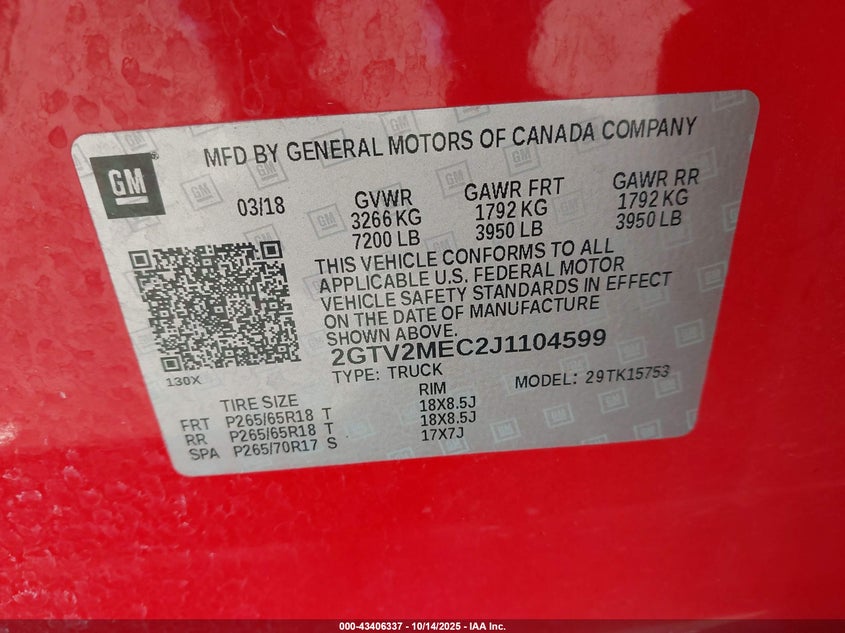 MFD BY GENERAL MOTORS OF CANADA COMPANY
GM
03/18
GVWR GAWR FRT GAWR RR
3266 KG 1792 KG 1792 KG
7200 LB 3950 LB 3950 LB
THIS VEHICLE CONFORMS TO ALL
APPLICABLE U.S. FEDERAL MOTOR
VEHICLE SAFETY STANDARDS IN EFFECT
ON THE DATE OF MANUFACTURE
SHOWN ABOVE.
2GTV2MEC2J1104599
130X
TYPE: TRUCK MODEL: 29TK15753
TIRE SIZE RIM
FRT P265/65R18 T 18X8.5J
RR P265/65R18 T 18X8.5J
SPA P265/70R17 S 17X7J
000-43406337 - 10/14/2025 - IAA Inc.